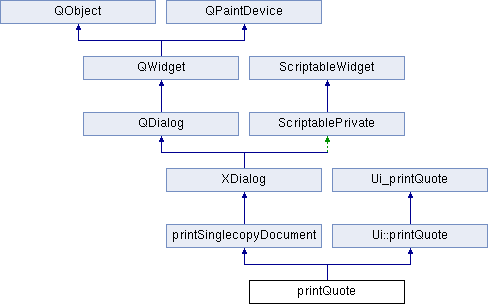 QObject
QPaintDevice
QWidget
ScriptableWidget
QDialog
ScriptablePrivate
XDialog
Ui_printQuote
printSinglecopyDocument
Ui::printQuote
printQuote